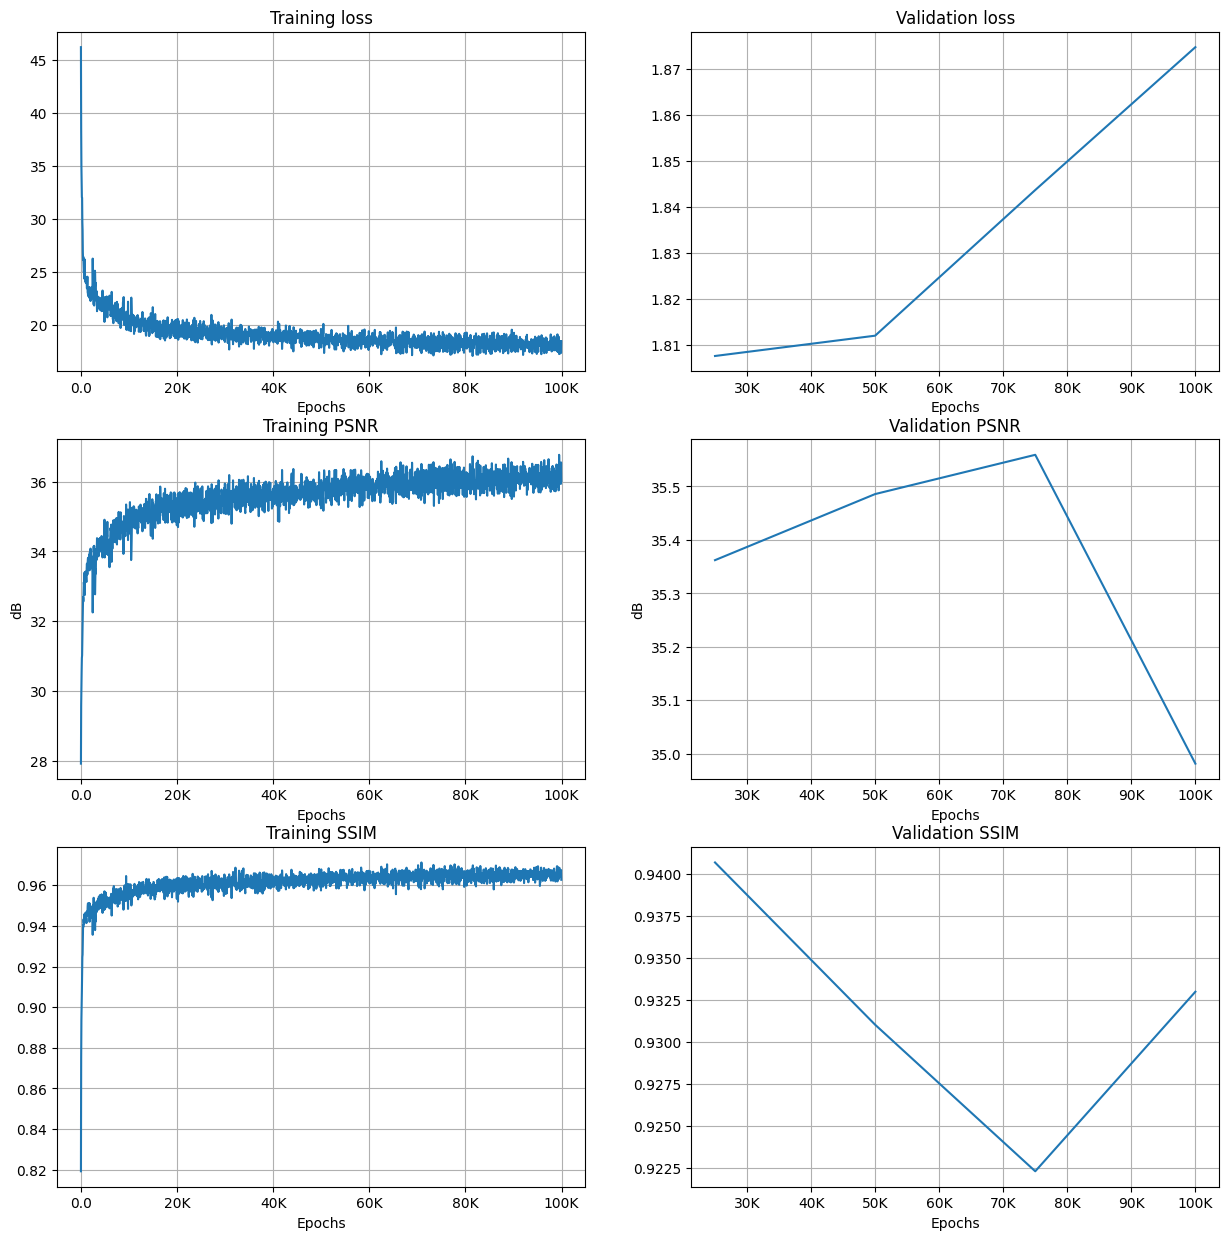 Training loss
45
40
35
30
25
20
0.0 20K 40K 60K 80K 100K
Epochs
Validation loss
1.87
1.86
1.85
1.84
1.83
1.82
1.81
30K 40K 50K 60K 70K 80K 90K 100K
Epochs
Training PSNR
dB
36
34
32
30
28
0.0 20K 40K 60K 80K 100K
Epochs
Validation PSNR
dB
35.5
35.4
35.3
35.2
35.1
35.0
30K 40K 50K 60K 70K 80K 90K 100K
Epochs
Training SSIM
0.96
0.94
0.92
0.90
0.88
0.86
0.84
0.82
0.0 20K 40K 60K 80K 100K
Epochs
Validation SSIM
0.9400
0.9375
0.9350
0.9325
0.9300
0.9275
0.9250
0.9225
30K 40K 50K 60K 70K 80K 90K 100K
Epochs